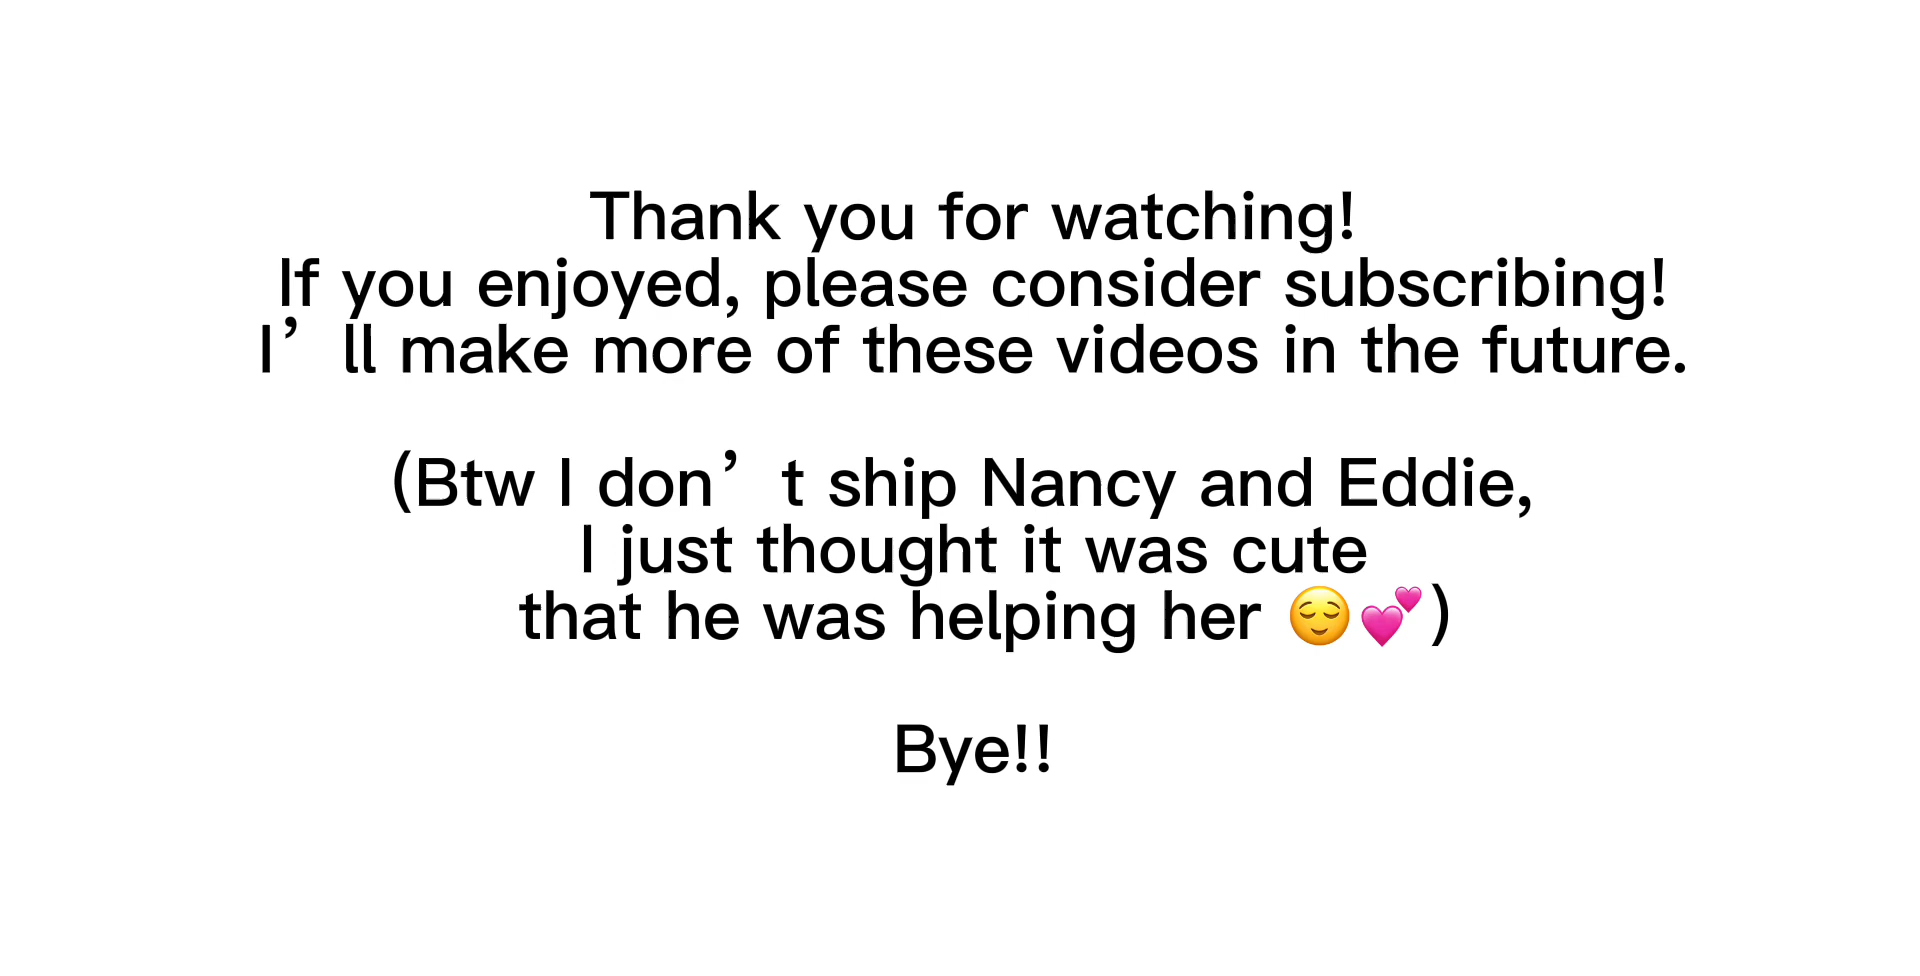 Thank you for watching!
If you enjoyed, please consider subscribing!
I’ll make more of these videos in the future.
(Btw I don’t ship Nancy and Eddie,
I just thought it was cute
that he was helping her 😌💕)
Bye!!